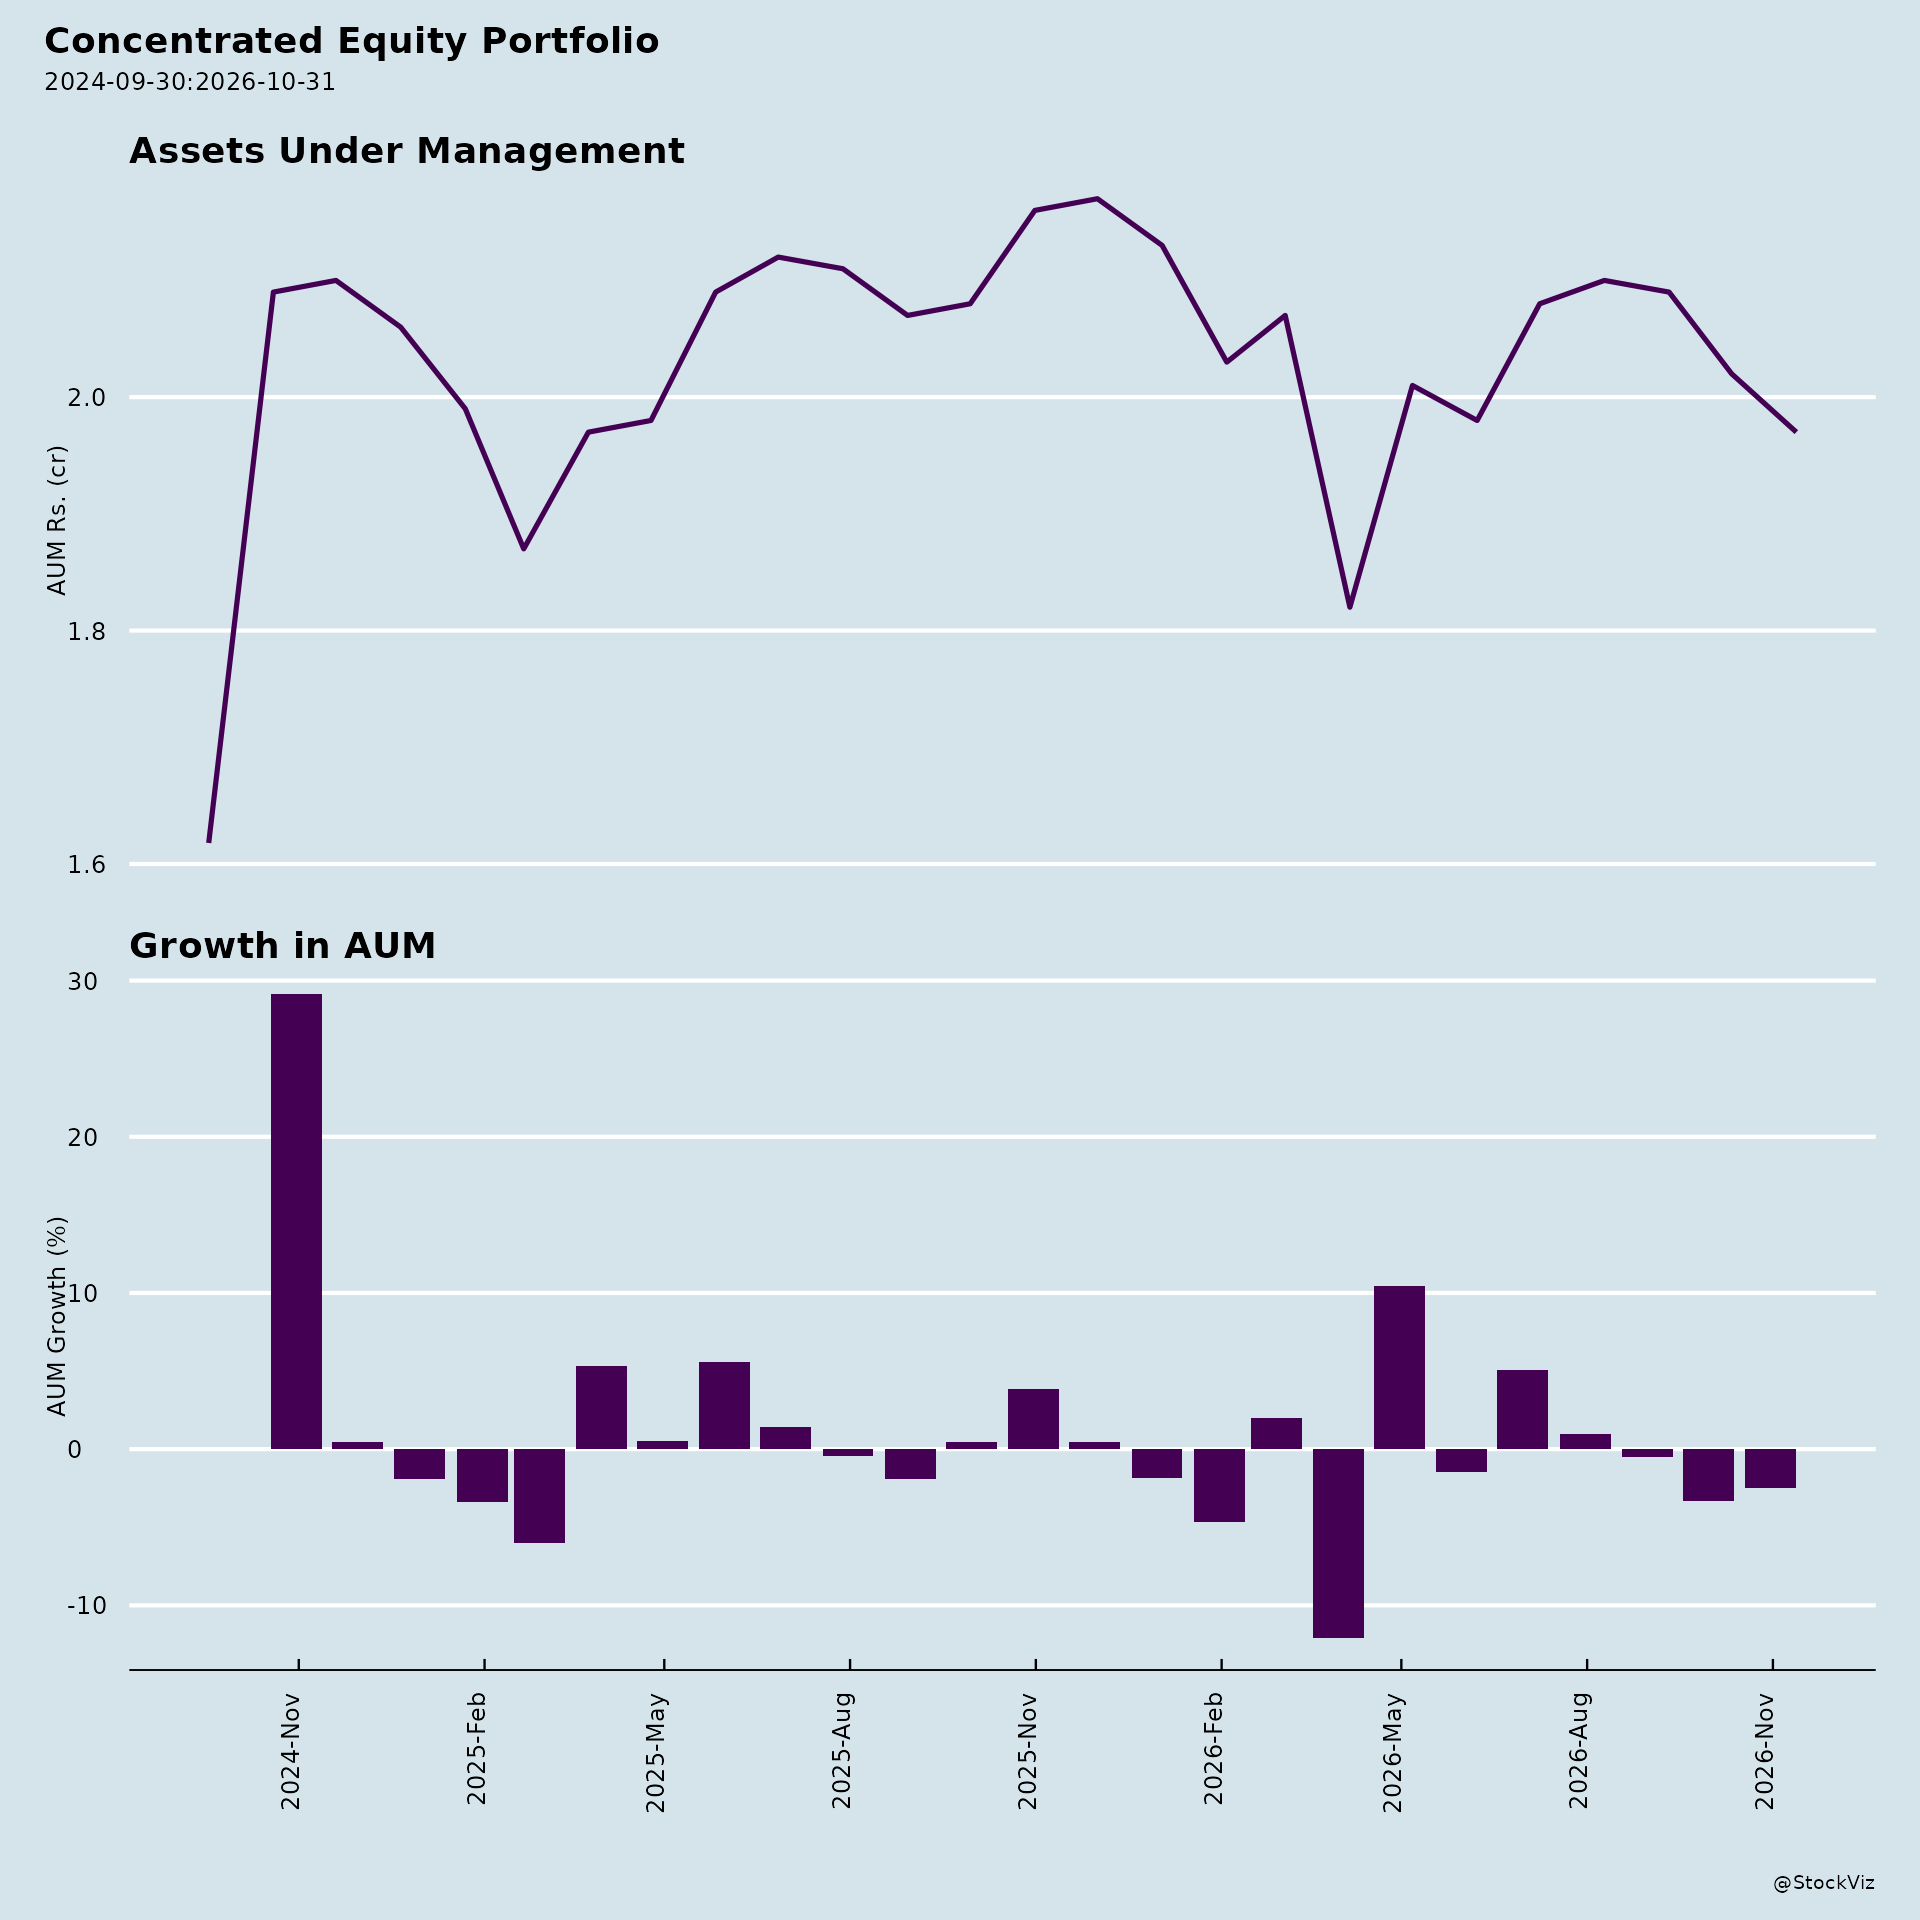 Concentrated Equity Portfolio
2024-09-30:2026-10-31
Assets Under Management
AUM Rs. (cr)
2.0
1.8
1.6
Growth in AUM
AUM Growth (%)
30
20
10
0
-10
2024-Nov
2025-Feb
2025-May
2025-Aug
2025-Nov
2026-Feb
2026-May
2026-Aug
2026-Nov
@StockViz